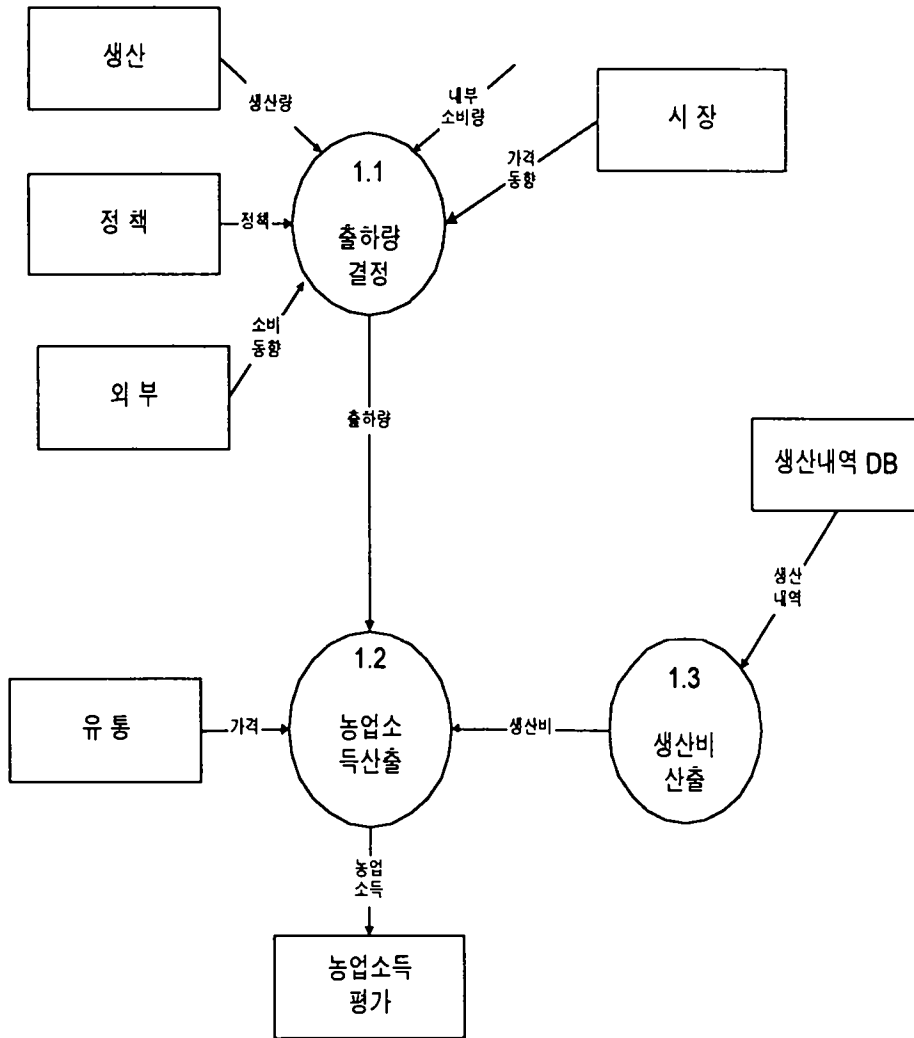 생산
생산량
내부
소비량
시 장
가격
동향
1.1
출하량
결정
정 책
정책
소비
동향
외 부
출하량
생산내역 DB
생산
내역
1.2
농업소
득산출
1.3
생산비
산출
유 통
가격
생산비
농업
소득
농업소득
평가